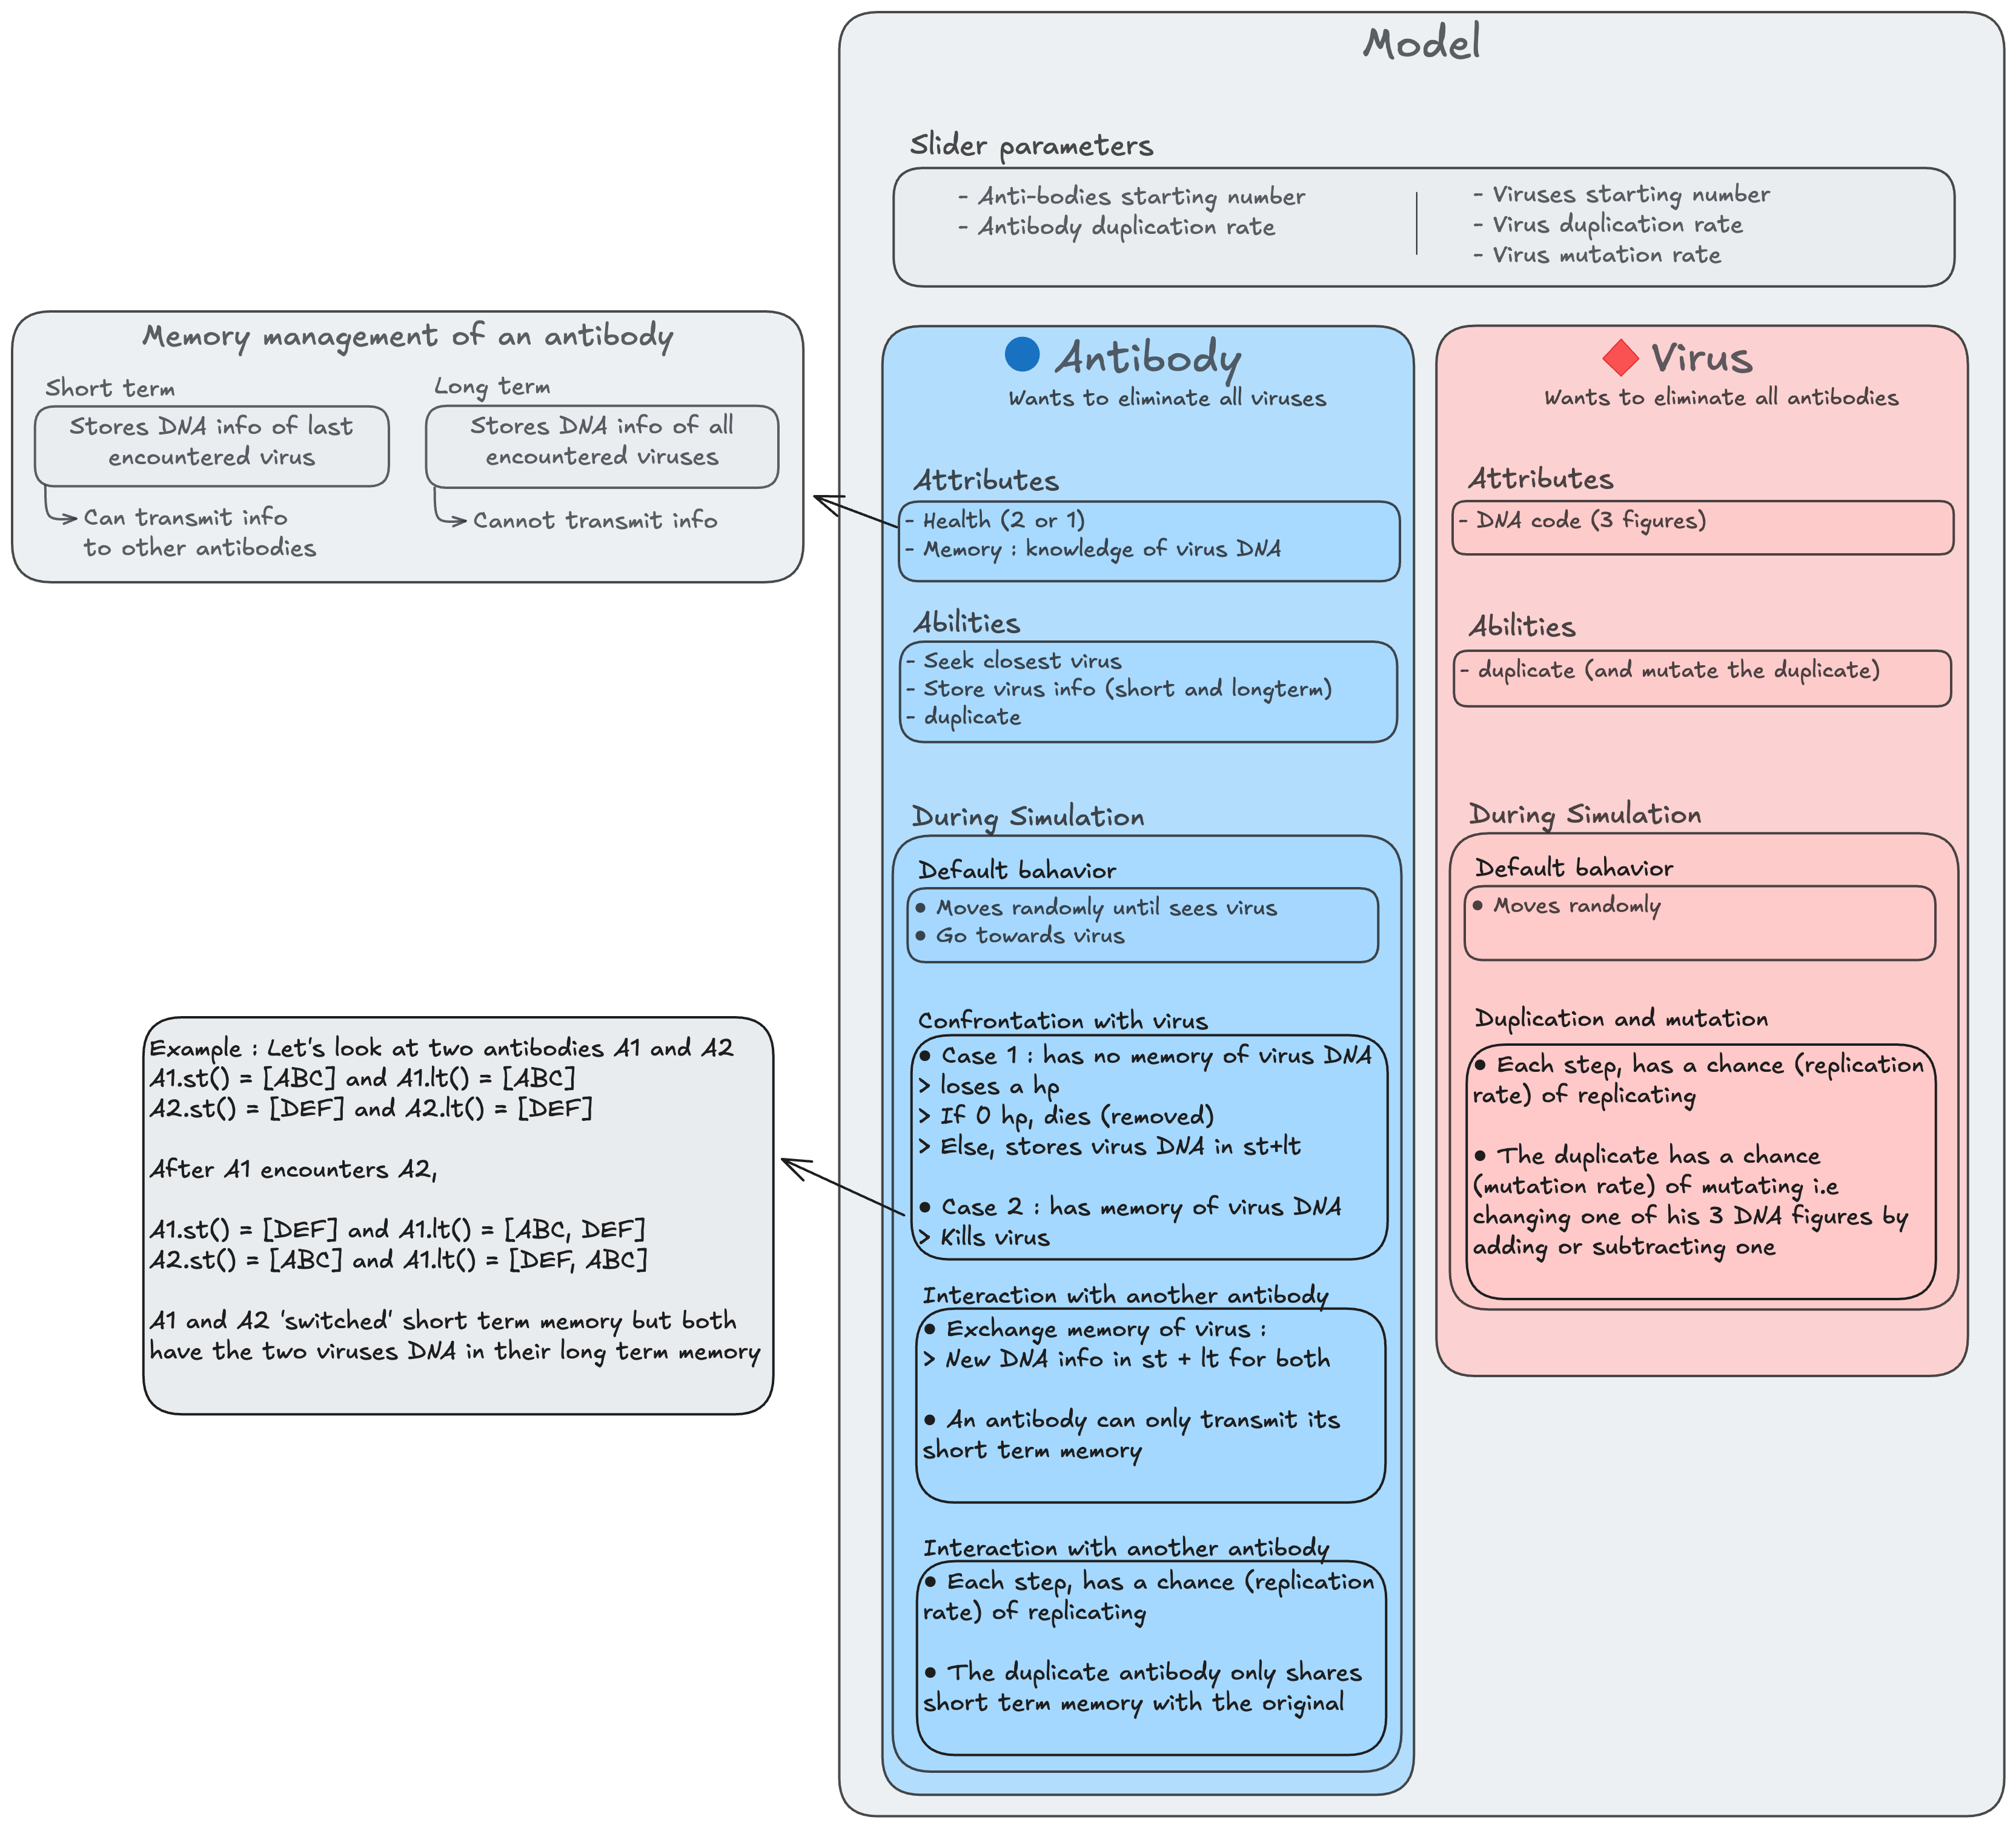 Model
Slider parameters
- Anti-bodies starting number
- Antibody duplication rate
- Viruses starting number
- Virus duplication rate
- Virus mutation rate
Memory management of an antibody
Short term
Stores DNA info of last
encountered virus
Can transmit info
to other antibodies
Long term
Stores DNA info of all
encountered viruses
Cannot transmit info
Antibody
Wants to eliminate all viruses
Attributes
- Health (2 or 1)
- Memory : knowledge of virus DNA
Abilities
- Seek closest virus
- Store virus info (short and longterm)
- duplicate
During Simulation
Default bahavior
• Moves randomly until sees virus
• Go towards virus
Confrontation with virus
• Case 1 : has no memory of virus DNA
> loses a hp
> If 0 hp, dies (removed)
> Else, stores virus DNA in st+lt
• Case 2 : has memory of virus DNA
> Kills virus
Interaction with another antibody
• Exchange memory of virus :
> New DNA info in st + lt for both
• An antibody can only transmit its
short term memory
Interaction with another antibody
• Each step, has a chance (replication
rate) of replicating
• The duplicate antibody only shares
short term memory with the original
Virus
Wants to eliminate all antibodies
Attributes
- DNA code (3 figures)
Abilities
- duplicate (and mutate the duplicate)
During Simulation
Default bahavior
• Moves randomly
Duplication and mutation
• Each step, has a chance (replication
rate) of replicating
• The duplicate has a chance
(mutation rate) of mutating i.e
changing one of his 3 DNA figures by
adding or subtracting one
Example : Let's look at two antibodies A1 and A2
A1.st() = [ABC] and A1.lt() = [ABC]
A2.st() = [DEF] and A2.lt() = [DEF]
After A1 encounters A2,
A1.st() = [DEF] and A1.lt() = [ABC, DEF]
A2.st() = [ABC] and A1.lt() = [DEF, ABC]
A1 and A2 'switched' short term memory but both
have the two viruses DNA in their long term memory